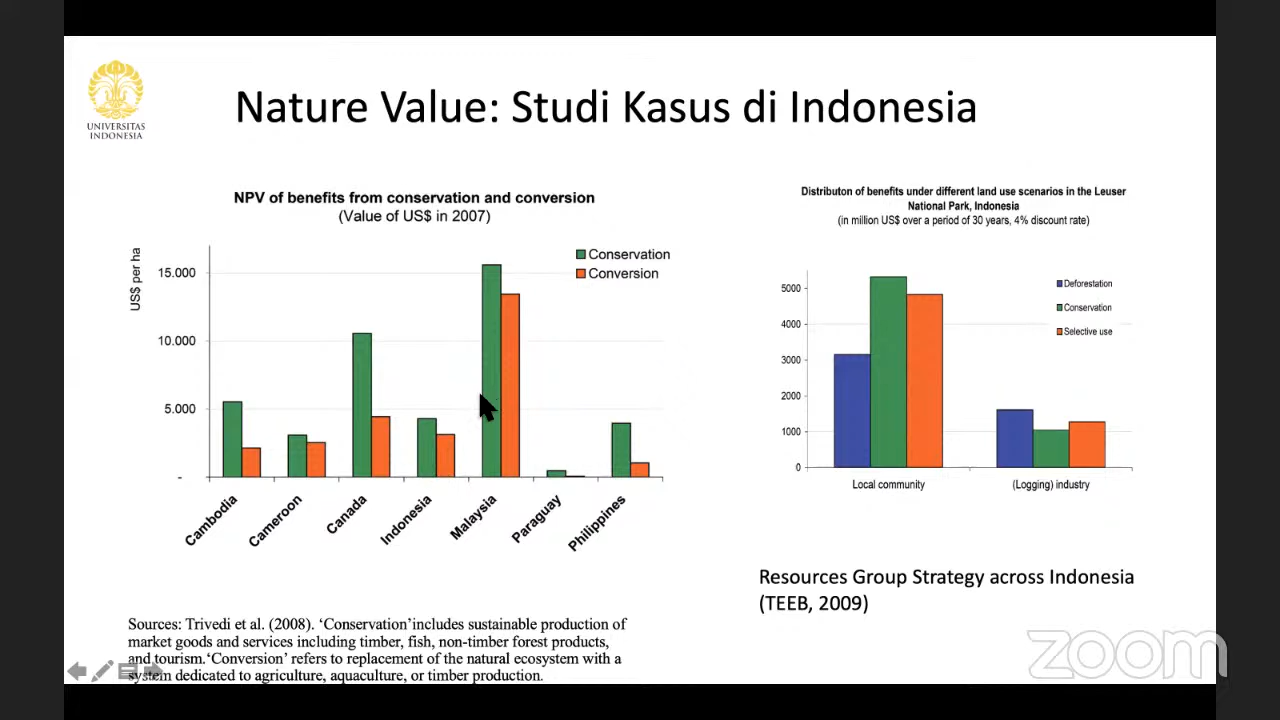 UNIVERSITAS
INDONESIA
Nature Value: Studi Kasus di Indonesia
NPV of benefits from conservation and conversion
(Value of US$ in 2007)
US$ per ha
15.000
10.000
5.000
-
Conservation
Conversion
Cambodia
Cameroon
Canada
Indonesia
Malaysia
Paraguay
Philippines
Sources: Trivedi et al. (2008). ‘Conservation’includes sustainable production of
market goods and services including timber, fish, non-timber forest products,
and tourism.‘Conversion’ refers to replacement of the natural ecosystem with a
system dedicated to agriculture, aquaculture, or timber production.
Distributon of benefits under different land use scenarios in the Leuser
National Park, Indonesia
(in million US$ over a period of 30 years, 4% discount rate)
5000
4000
3000
2000
1000
0
Deforestation
Conservation
Selective use
Local community
(Logging) industry
Resources Group Strategy across Indonesia
(TEEB, 2009)
zoom